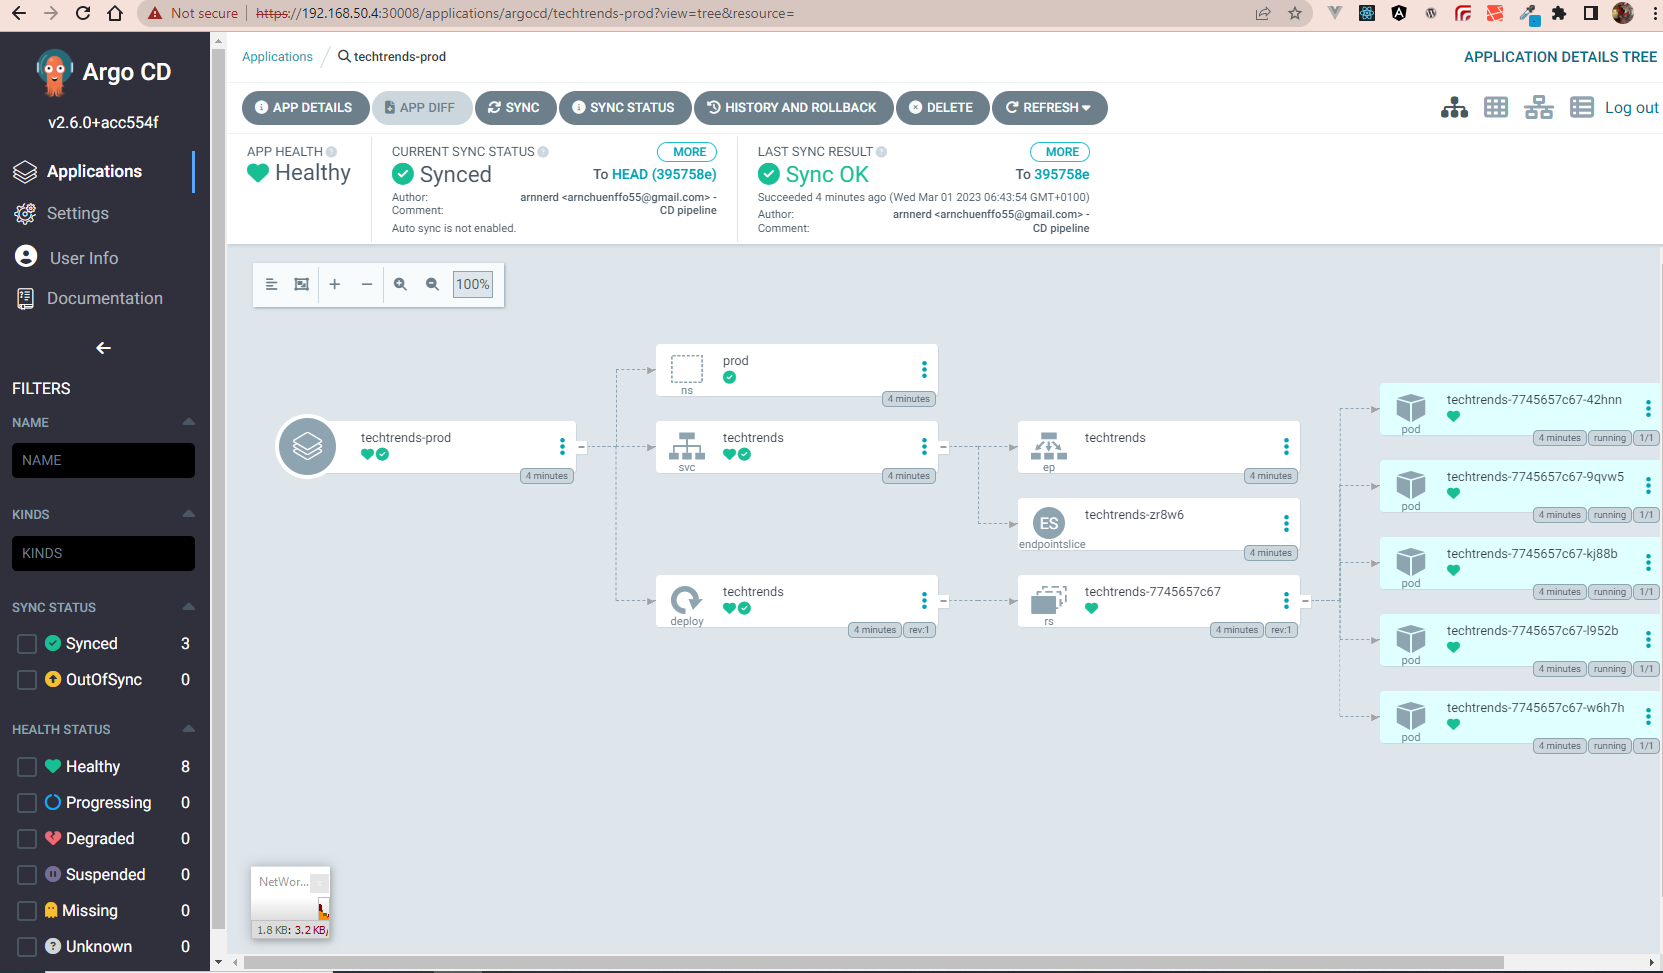 Not secure
https://192.168.50.4:30008/applications/argocd/techtrends-prod?view=tree&resource=
Argo CD
v2.6.0+acc554f
Applications
Settings
User Info
Documentation
FILTERS
NAME
NAME
KINDS
KINDS
SYNC STATUS
Synced 3
OutOfSync 0
HEALTH STATUS
Healthy 8
Progressing 0
Degraded 0
Suspended 0
Missing 0
Unknown 0
Applications / techtrends-prod
APPLICATION DETAILS TREE
APP DETAILS APP DIFF SYNC SYNC STATUS HISTORY AND ROLLBACK DELETE REFRESH
Log out
APP HEALTH
Healthy
CURRENT SYNC STATUS MORE
Synced To HEAD (395758e)
Author: arnnerd <arnchuenffo55@gmail.com> -
Comment: CD pipeline
Auto sync is not enabled.
LAST SYNC RESULT MORE
Sync OK To 395758e
Succeeded 4 minutes ago (Wed Mar 01 2023 06:43:54 GMT+0100)
Author: arnnerd <arnchuenffo55@gmail.com> -
Comment: CD pipeline
100%
techtrends-prod
4 minutes
prod
ns
4 minutes
techtrends
svc
4 minutes
techtrends
deploy
4 minutes rev:1
techtrends
ep
4 minutes
ES
techtrends-zr8w6
endpointslice
4 minutes
techtrends-7745657c67
rs
4 minutes rev:1
techtrends-7745657c67-42hnn
pod
4 minutes running 1/1
techtrends-7745657c67-9qvw5
pod
4 minutes running 1/1
techtrends-7745657c67-kj88b
pod
4 minutes running 1/1
techtrends-7745657c67-l952b
pod
4 minutes running 1/1
techtrends-7745657c67-w6h7h
pod
4 minutes running 1/1
NetWor...
1.8 KB: 3.2 KB/